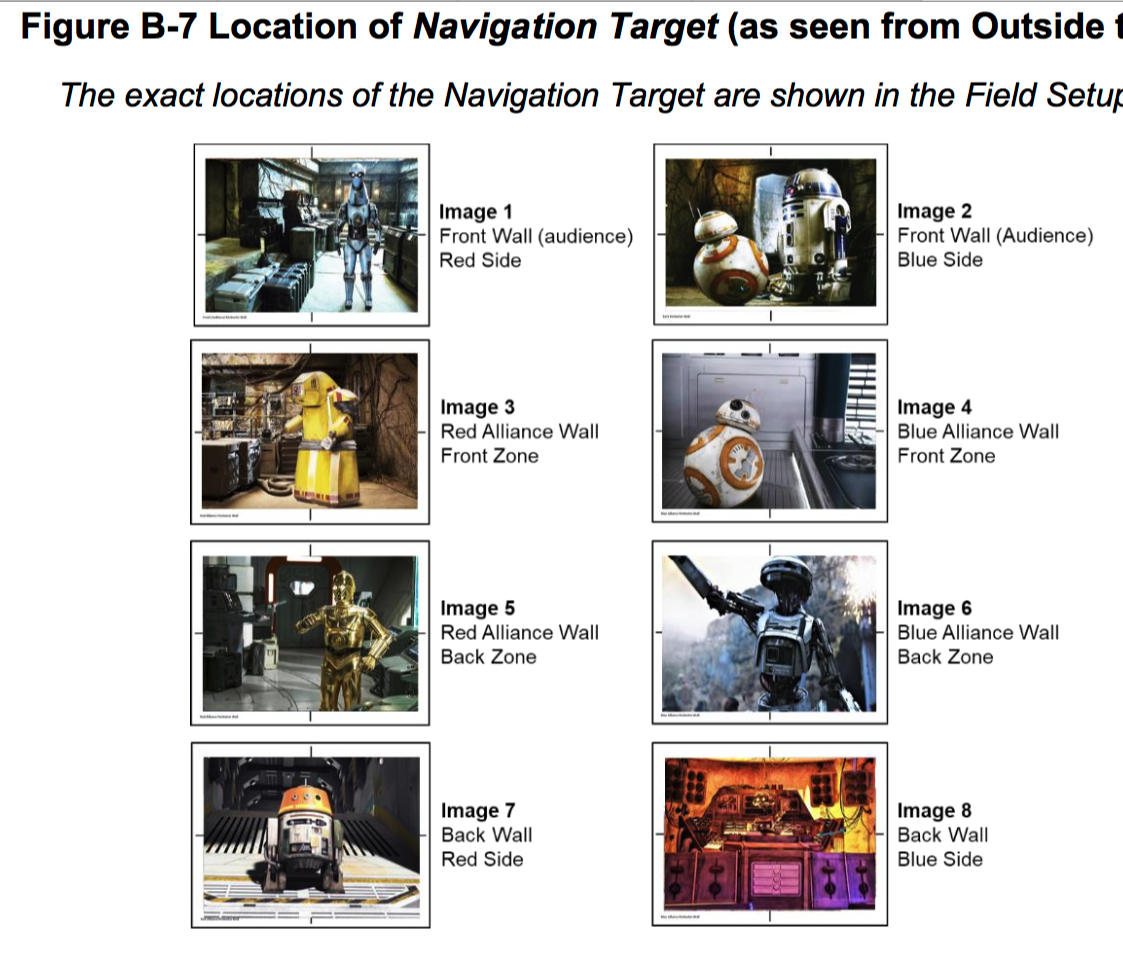 Figure B-7 Location of Navigation Target (as seen from Outside t
The exact locations of the Navigation Target are shown in the Field Setup
Image 1
Front Wall (audience)
Red Side
Image 2
Front Wall (Audience)
Blue Side
Image 3
Red Alliance Wall
Front Zone
Image 4
Blue Alliance Wall
Front Zone
Image 5
Red Alliance Wall
Back Zone
Image 6
Blue Alliance Wall
Back Zone
Image 7
Back Wall
Red Side
Image 8
Back Wall
Blue Side